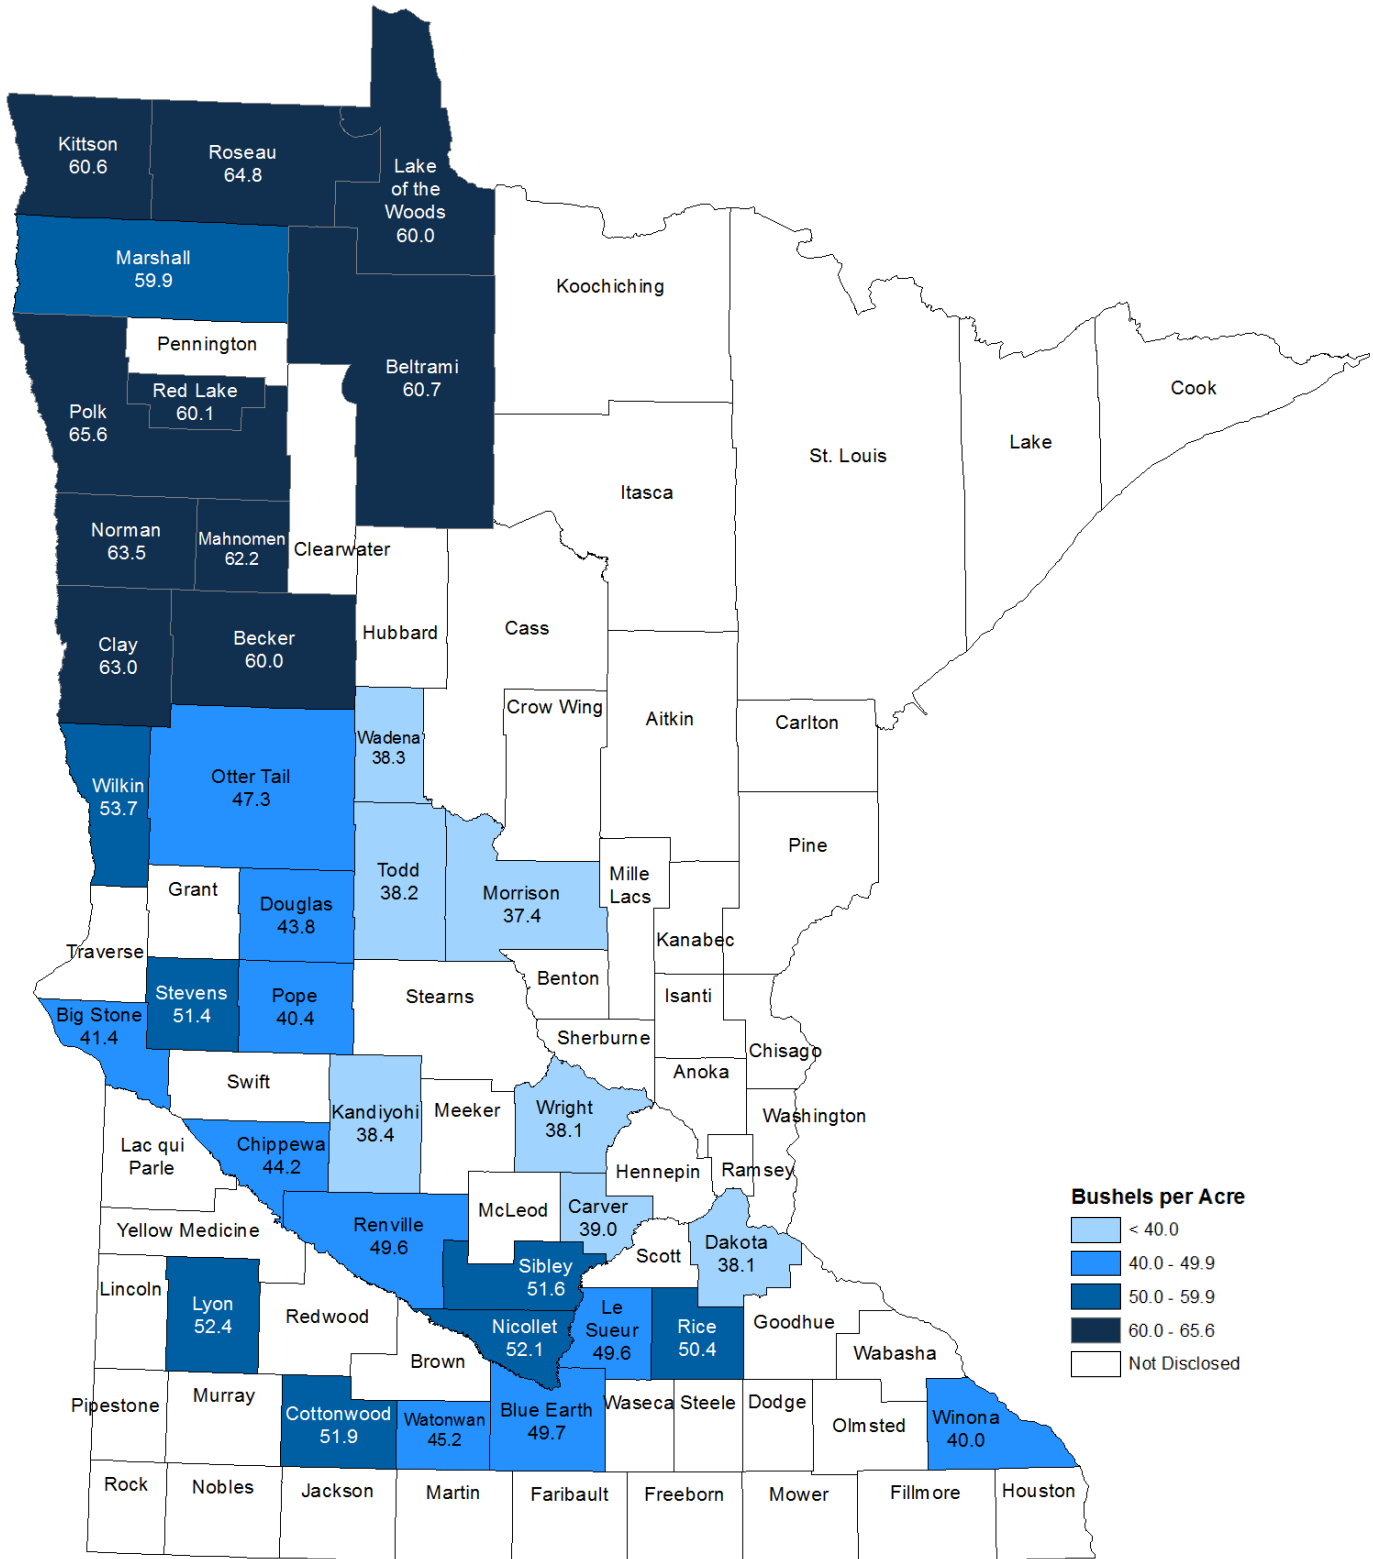 Kittson
60.6
Roseau
64.8
Lake
of the
Woods
60.0
Marshall
59.9
Koochiching
Pennington
Beltrami
60.7
Red Lake
60.1
Polk
65.6
Cook
Lake
St. Louis
Itasca
Norman
63.5
Mahnomen
62.2
Clearwater
Hubbard
Cass
Clay
63.0
Becker
60.0
Crow Wing
Aitkin
Carlton
Wadena
38.3
Otter Tail
47.3
Wilkin
53.7
Pine
Todd
38.2
Morrison
37.4
Mille
Lacs
Grant
Douglas
43.8
Kanabec
Traverse
Benton
Stevens
51.4
Pope
40.4
Stearns
Isanti
Big Stone
41.4
Sherburne
Chisago
Swift
Anoka
Kandiyohi
38.4
Meeker
Wright
38.1
Washington
Lac qui
Parle
Chippewa
44.2
Hennepin
Ramsey
Bushels per Acre
< 40.0
40.0 - 49.9
50.0 - 59.9
60.0 - 65.6
Not Disclosed
Yellow Medicine
Renville
49.6
McLeod
Carver
39.0
Scott
Dakota
38.1
Sibley
51.6
Lincoln
Lyon
52.4
Redwood
Nicollet
52.1
Le
Sueur
49.6
Rice
50.4
Goodhue
Wabasha
Brown
Pipestone
Murray
Cottonwood
51.9
Watonwan
45.2
Blue Earth
49.7
Waseca
Steele
Dodge
Olmsted
Winona
40.0
Rock
Nobles
Jackson
Martin
Faribault
Freeborn
Mower
Fillmore
Houston